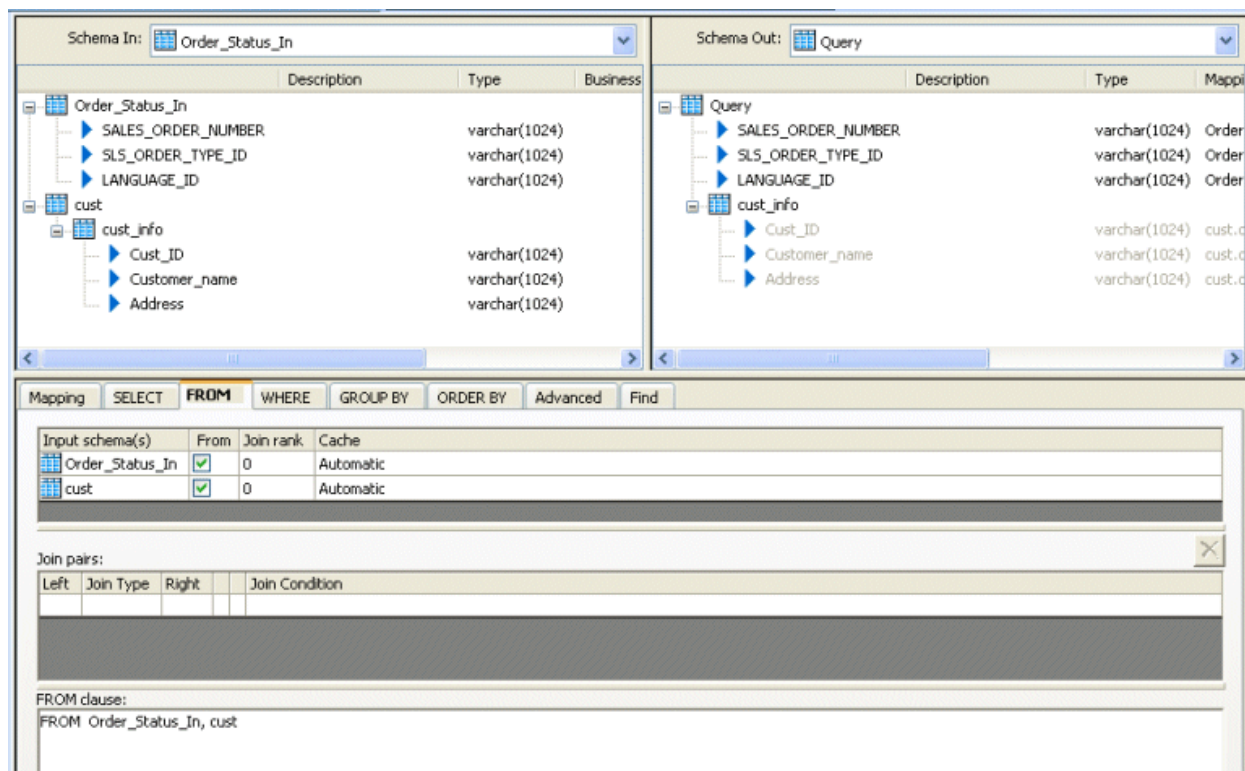 Schema In: Order_Status_In
Description Type Business
Order_Status_In
SALES_ORDER_NUMBER varchar(1024)
SLS_ORDER_TYPE_ID varchar(1024)
LANGUAGE_ID varchar(1024)
cust
cust_info
Cust_ID varchar(1024)
Customer_name varchar(1024)
Address varchar(1024)
Schema Out: Query
Description Type Mappi
Query
SALES_ORDER_NUMBER varchar(1024) Order
SLS_ORDER_TYPE_ID varchar(1024) Order
LANGUAGE_ID varchar(1024) Order
cust_info
Cust_ID varchar(1024) cust.c
Customer_name varchar(1024) cust.c
Address varchar(1024) cust.c
Mapping SELECT FROM WHERE GROUP BY ORDER BY Advanced Find
Input schema(s) From Join rank Cache
Order_Status_In 0 Automatic
cust 0 Automatic
Join pairs:
Left Join Type Right Join Condition
FROM clause:
FROM Order_Status_In, cust